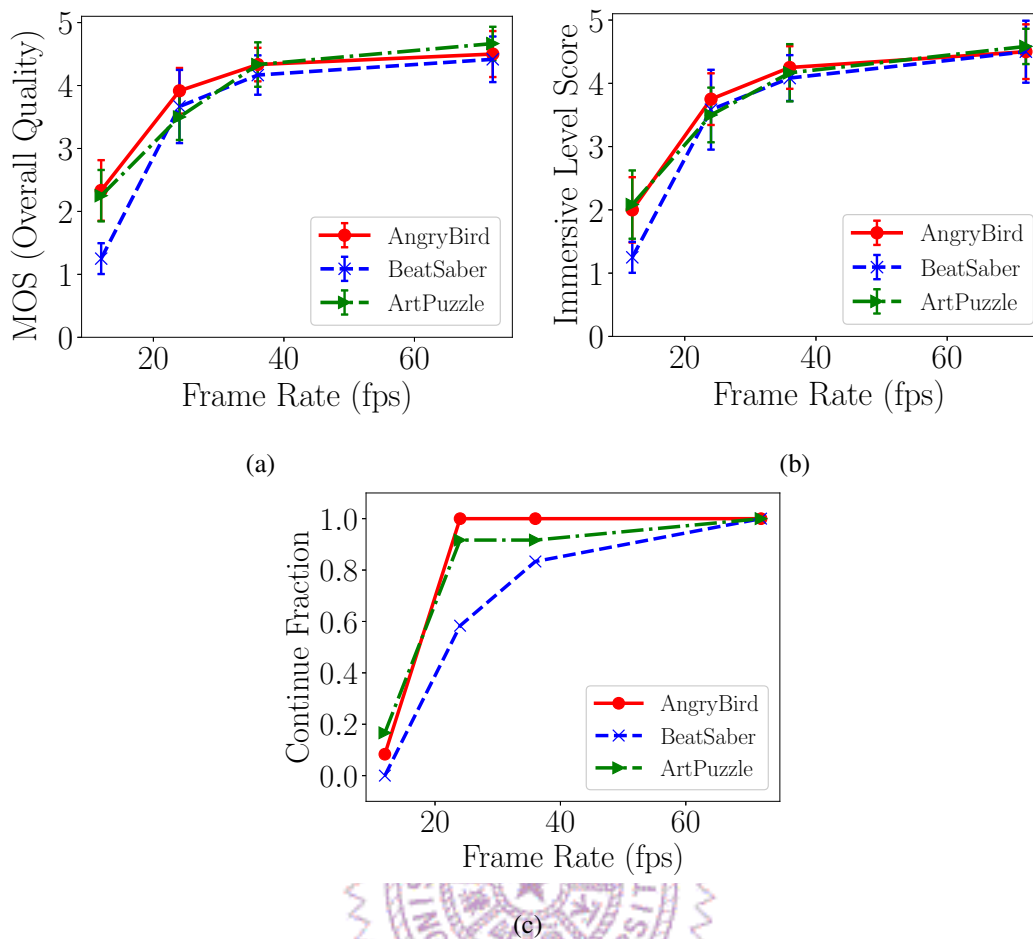 5
4
3
2
1
0
MOS (Overall Quality)
AngryBird
BeatSaber
ArtPuzzle
20
40
60
Frame Rate (fps)
(a)
5
4
3
2
1
0
Immersive Level Score
AngryBird
BeatSaber
ArtPuzzle
20
40
60
Frame Rate (fps)
(b)
1.0
0.8
0.6
0.4
0.2
0.0
Continue Fraction
AngryBird
BeatSaber
ArtPuzzle
20
40
60
Frame Rate (fps)
(c)